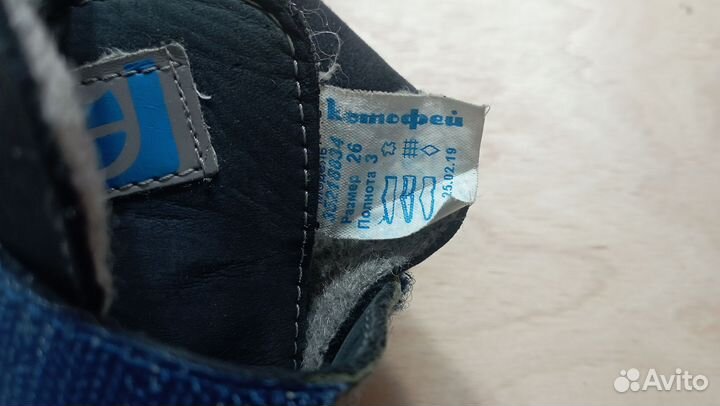 Котофей
Размер 26
Полнота 3
25.02.19
Avito